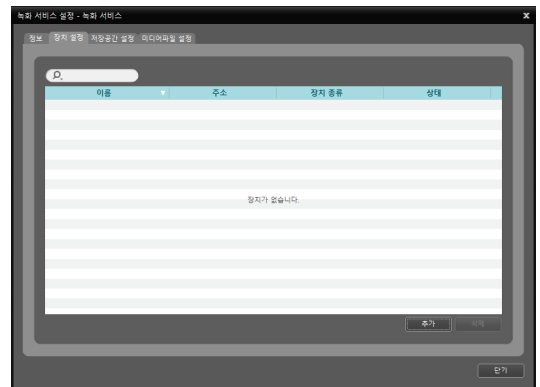 녹화 서비스 설정 - 녹화 서비스 x
정보 장치 설정 저장공간 설정 미디어파일 설정
이름 주소 장치 종류 상태
장치가 없습니다.
추가 삭제
닫기